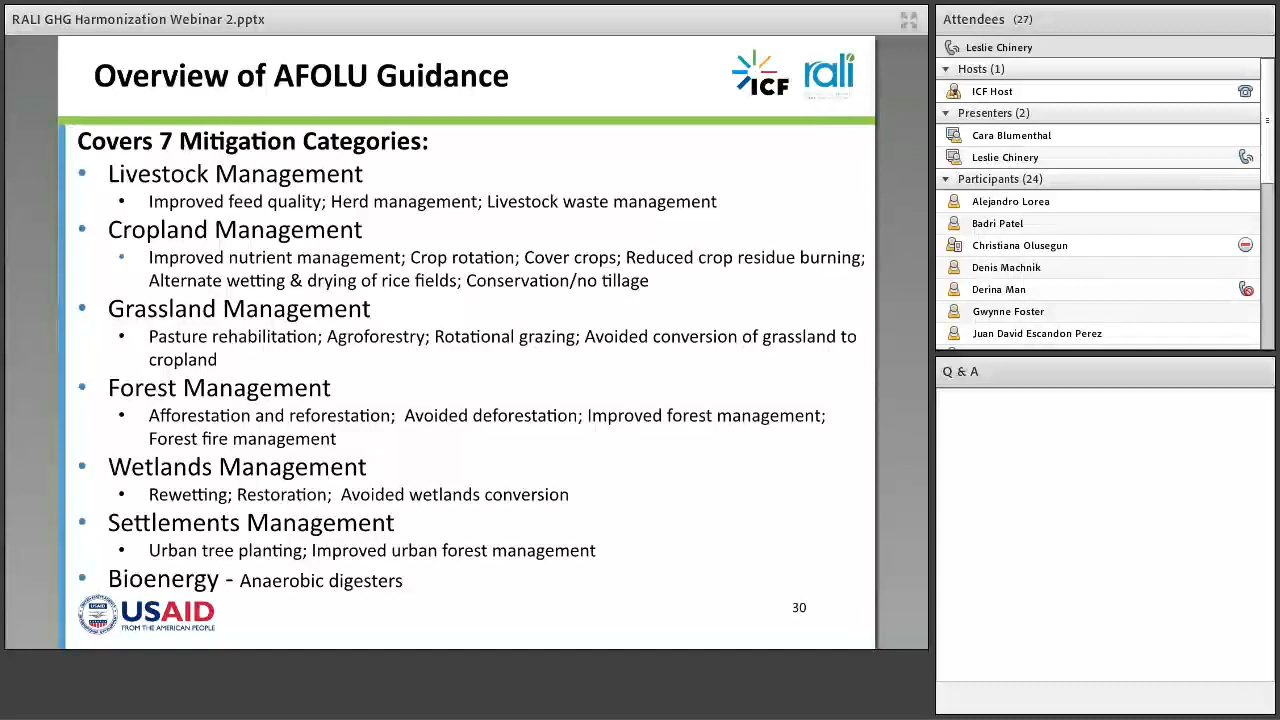 RALI GHG Harmonization Webinar 2.pptx
Overview of AFOLU Guidance
ICF
rali
Covers 7 Mitigation Categories:
• Livestock Management
• Improved feed quality; Herd management; Livestock waste management
• Cropland Management
• Improved nutrient management; Crop rotation; Cover crops; Reduced crop residue burning;
Alternate wetting & drying of rice fields; Conservation/no tillage
• Grassland Management
• Pasture rehabilitation; Agroforestry; Rotational grazing; Avoided conversion of grassland to
cropland
• Forest Management
• Afforestation and reforestation; Avoided deforestation; Improved forest management;
Forest fire management
• Wetlands Management
• Rewetting; Restoration; Avoided wetlands conversion
• Settlements Management
• Urban tree planting; Improved urban forest management
• Bioenergy - Anaerobic digesters
USAID
FROM THE AMERICAN PEOPLE
30
Attendees (27)
Leslie Chinery
Hosts (1)
ICF Host
Presenters (2)
Cara Blumenthal
Leslie Chinery
Participants (24)
Alejandro Lorea
Badri Patel
Christiana Olusegun
Denis Machnik
Derina Man
Gwynne Foster
Juan David Escandon Perez
Q & A